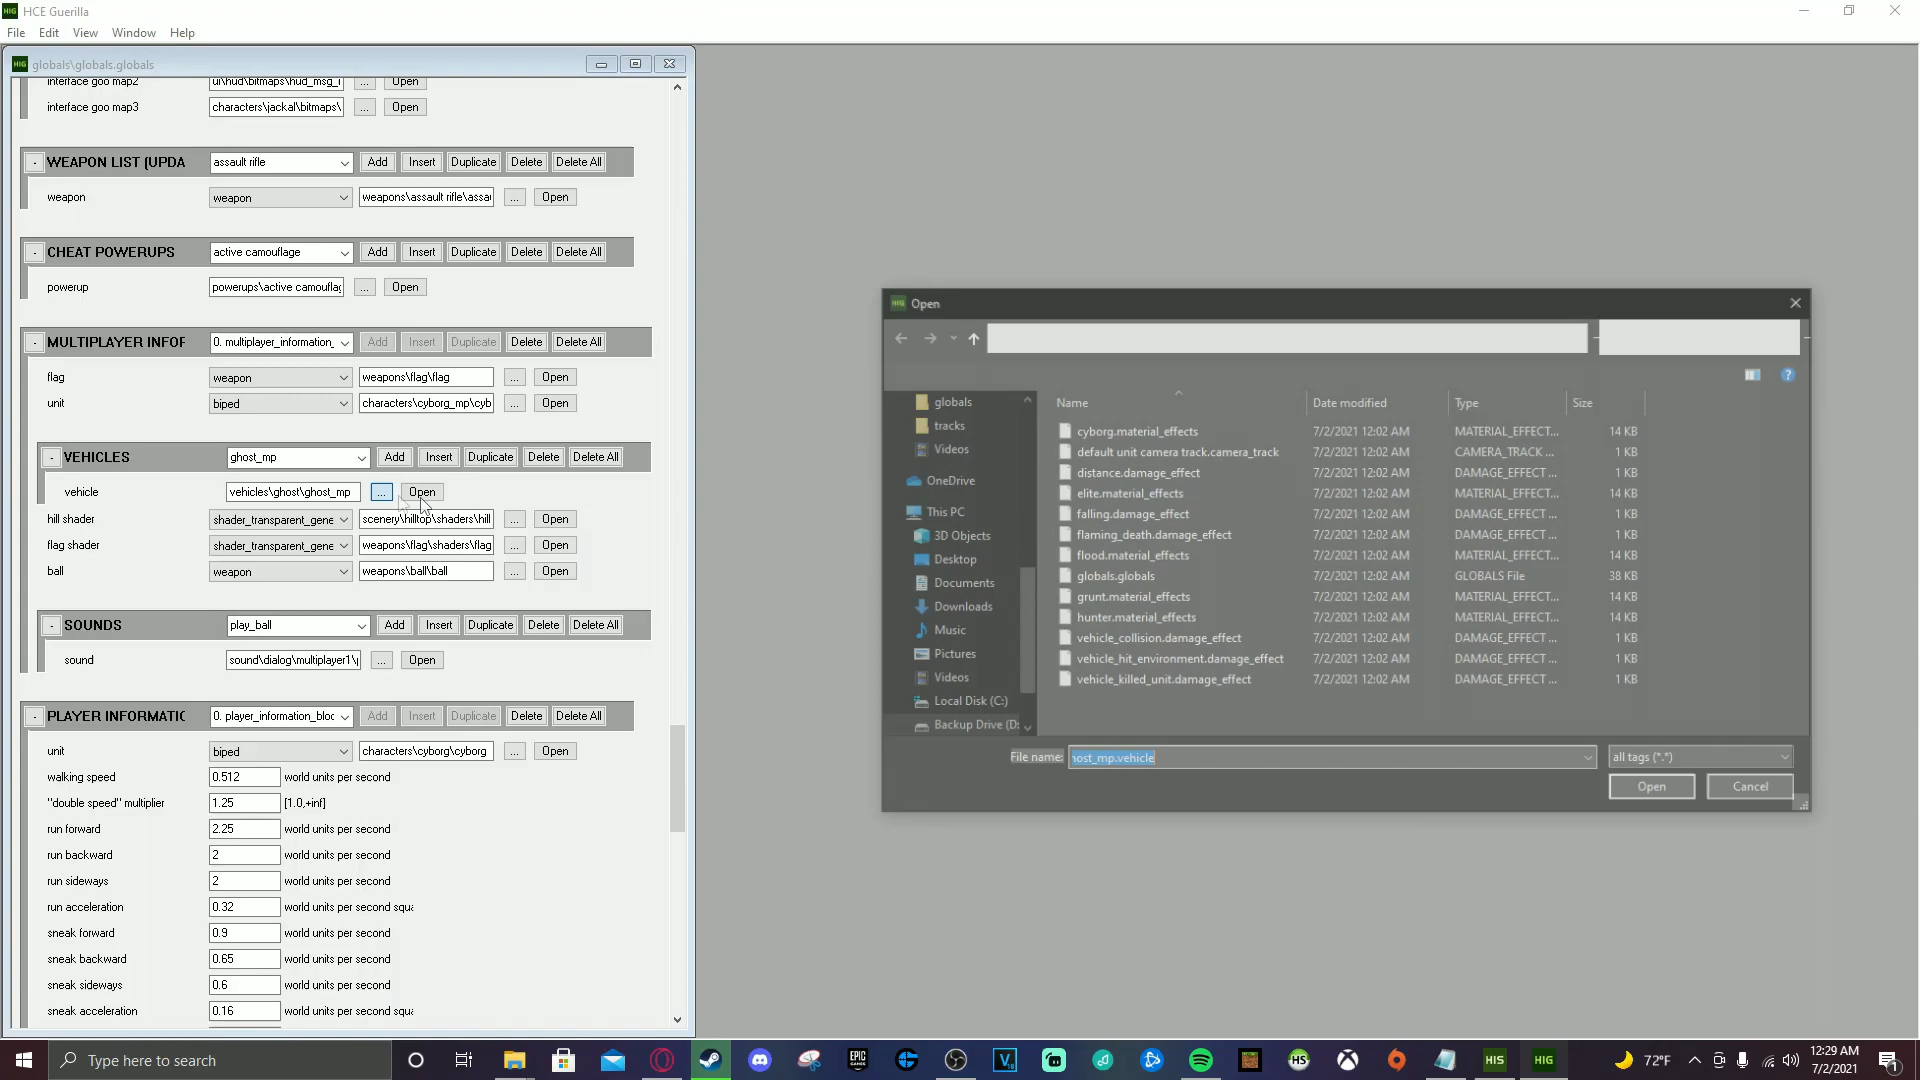 HCE Guerilla
File Edit View Window Help
globals\globals.globals
interface goo map2 ui\hud\bitmaps\hud_msg_i ... Open
interface goo map3 characters\jackal\bitmaps\ ... Open
- WEAPON LIST (UPDA assault rifle Add Insert Duplicate Delete Delete All
weapon weapon weapons\assault rifle\assau ... Open
- CHEAT POWERUPS active camouflage Add Insert Duplicate Delete Delete All
powerup powerups\active camouflag ... Open
- MULTIPLAYER INFOR 0. multiplayer_information_ Add Insert Duplicate Delete Delete All
flag weapon weapons\flag\flag ... Open
unit biped characters\cyborg_mp\cyb ... Open
- VEHICLES ghost_mp Add Insert Duplicate Delete Delete All
vehicle vehicles\ghost\ghost_mp ... Open
hill shader shader_transparent_gene scenery\hilltop\shaders\hill ... Open
flag shader shader_transparent_gene weapons\flag\shaders\flag ... Open
ball weapon weapons\ball\ball ... Open
- SOUNDS play_ball Add Insert Duplicate Delete Delete All
sound sound\dialog\multiplayer1\ ... Open
- PLAYER INFORMATIC 0. player_information_bloc Add Insert Duplicate Delete Delete All
unit biped characters\cyborg\cyborg ... Open
walking speed 0.512 world units per second
"double speed" multiplier 1.25 [1.0,+inf]
run forward 2.25 world units per second
run backward 2 world units per second
run sideways 2 world units per second
run acceleration 0.32 world units per second squa
sneak forward 0.9 world units per second
sneak backward 0.65 world units per second
sneak sideways 0.6 world units per second
sneak acceleration 0.16 world units per second squa
HIG Open
globals
tracks
Videos
OneDrive
This PC
3D Objects
Desktop
Documents
Downloads
Music
Pictures
Videos
Local Disk (C:)
Backup Drive (D:
Name Date modified Type Size
cyborg.material_effects 7/2/2021 12:02 AM MATERIAL_EFFECT... 14 KB
default unit camera track.camera_track 7/2/2021 12:02 AM CAMERA_TRACK ... 1 KB
distance.damage_effect 7/2/2021 12:02 AM DAMAGE_EFFECT ... 1 KB
elite.material_effects 7/2/2021 12:02 AM MATERIAL_EFFECT... 14 KB
falling.damage_effect 7/2/2021 12:02 AM DAMAGE_EFFECT ... 1 KB
flaming_death.damage_effect 7/2/2021 12:02 AM DAMAGE_EFFECT ... 1 KB
flood.material_effects 7/2/2021 12:02 AM MATERIAL_EFFECT... 14 KB
globals.globals 7/2/2021 12:02 AM GLOBALS File 38 KB
grunt.material_effects 7/2/2021 12:02 AM MATERIAL_EFFECT... 14 KB
hunter.material_effects 7/2/2021 12:02 AM MATERIAL_EFFECT... 14 KB
vehicle_collision.damage_effect 7/2/2021 12:02 AM DAMAGE_EFFECT ... 1 KB
vehicle_hit_environment.damage_effect 7/2/2021 12:02 AM DAMAGE_EFFECT ... 1 KB
vehicle_killed_unit.damage_effect 7/2/2021 12:02 AM DAMAGE_EFFECT ... 1 KB
File name: host_mp.vehicle all tags (*.*)
Open Cancel
Type here to search
EPIC GAMES
HS
HIS
HIG
72°F
12:29 AM
7/2/2021
1